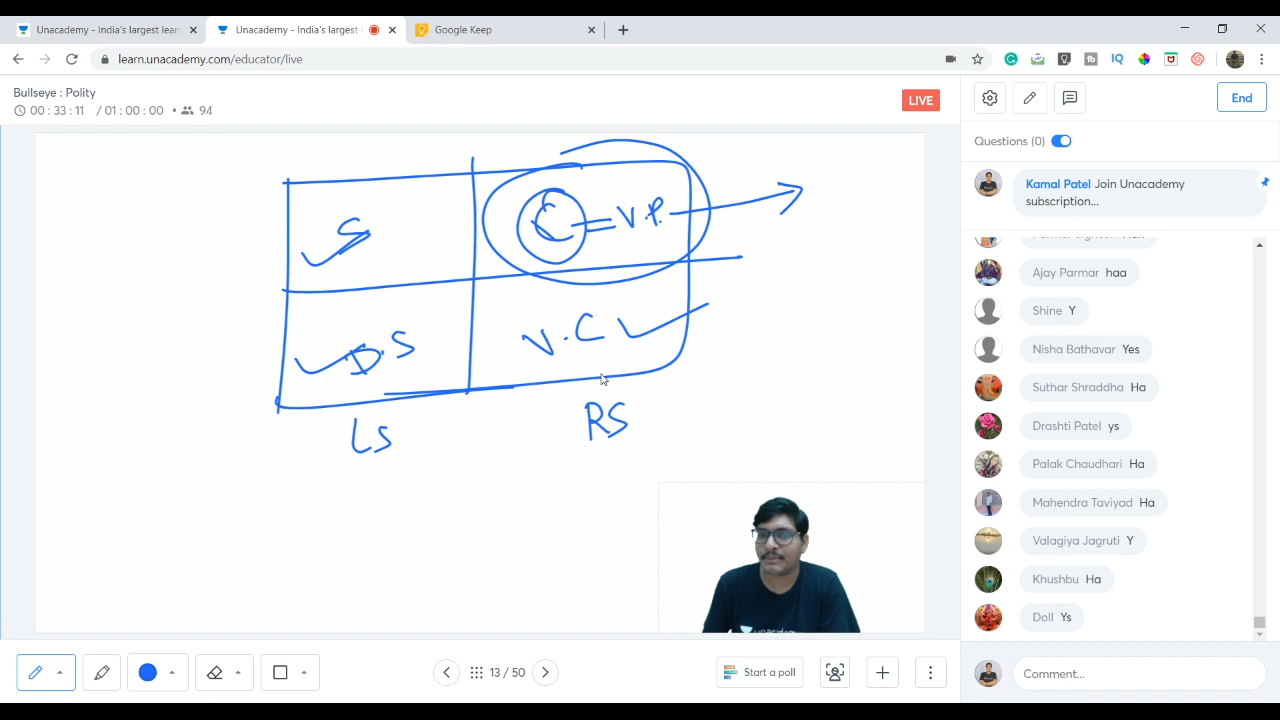 Unacademy - India's largest learn
Unacademy - India's largest
Google Keep
learn.unacademy.com/educator/live
Bullseye : Polity
00 : 33 : 11 / 01 : 00 : 00 • 94
LIVE
End
Questions (0)
Kamal Patel Join Unacademy
subscription...
Ajay Parmar haa
Shine Y
Nisha Bathavar Yes
Suthar Shraddha Ha
Drashti Patel ys
Palak Chaudhari Ha
Mahendra Taviyad Ha
Valagiya Jagruti Y
Khushbu Ha
Doll Ys
S
C = V.P.
D.S
V.C
LS
RS
unacademy
13 / 50
Start a poll
Comment...